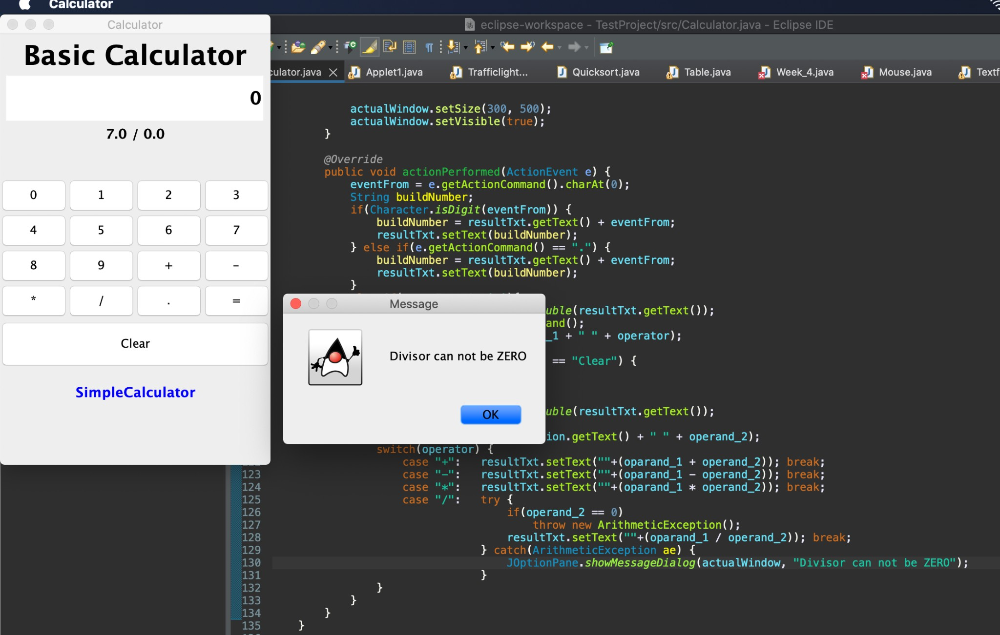 Calculator
Calculator
Basic Calculator
0
7.0 / 0.0
0 1 2 3
4 5 6 7
8 9 + -
* / . =
Clear
SimpleCalculator
eclipse-workspace - TestProject/src/Calculator.java - Eclipse IDE
culator.java Applet1.java Trafficlight... Quicksort.java Table.java Week_4.java Mouse.java Textf
actualWindow.setSize(300, 500);
actualWindow.setVisible(true);
}
@Override
public void actionPerformed(ActionEvent e) {
eventFrom = e.getActionCommand().charAt(0);
String buildNumber;
if(Character.isDigit(eventFrom)) {
buildNumber = resultTxt.getText() + eventFrom;
resultTxt.setText(buildNumber);
} else if(e.getActionCommand() == ".") {
buildNumber = resultTxt.getText() + eventFrom;
resultTxt.setText(buildNumber);
}
Message
Divisor can not be ZERO
OK
uble(resultTxt.getText());
and();
_1 + " " + operator);
== "Clear") {
uble(resultTxt.getText());
ion.getText() + " " + operand_2);
switch(operator) {
case "+": resultTxt.setText(""+(oparand_1 + operand_2)); break;
123 case "-": resultTxt.setText(""+(oparand_1 - operand_2)); break;
124 case "*": resultTxt.setText(""+(oparand_1 * operand_2)); break;
125 case "/": try {
126 if(operand_2 == 0)
127 throw new ArithmeticException();
128 resultTxt.setText(""+(oparand_1 / operand_2)); break;
129 } catch(ArithmeticException ae) {
130 JOptionPane.showMessageDialog(actualWindow, "Divisor can not be ZERO");
131 }
132 }
133 }
134 }
135 }